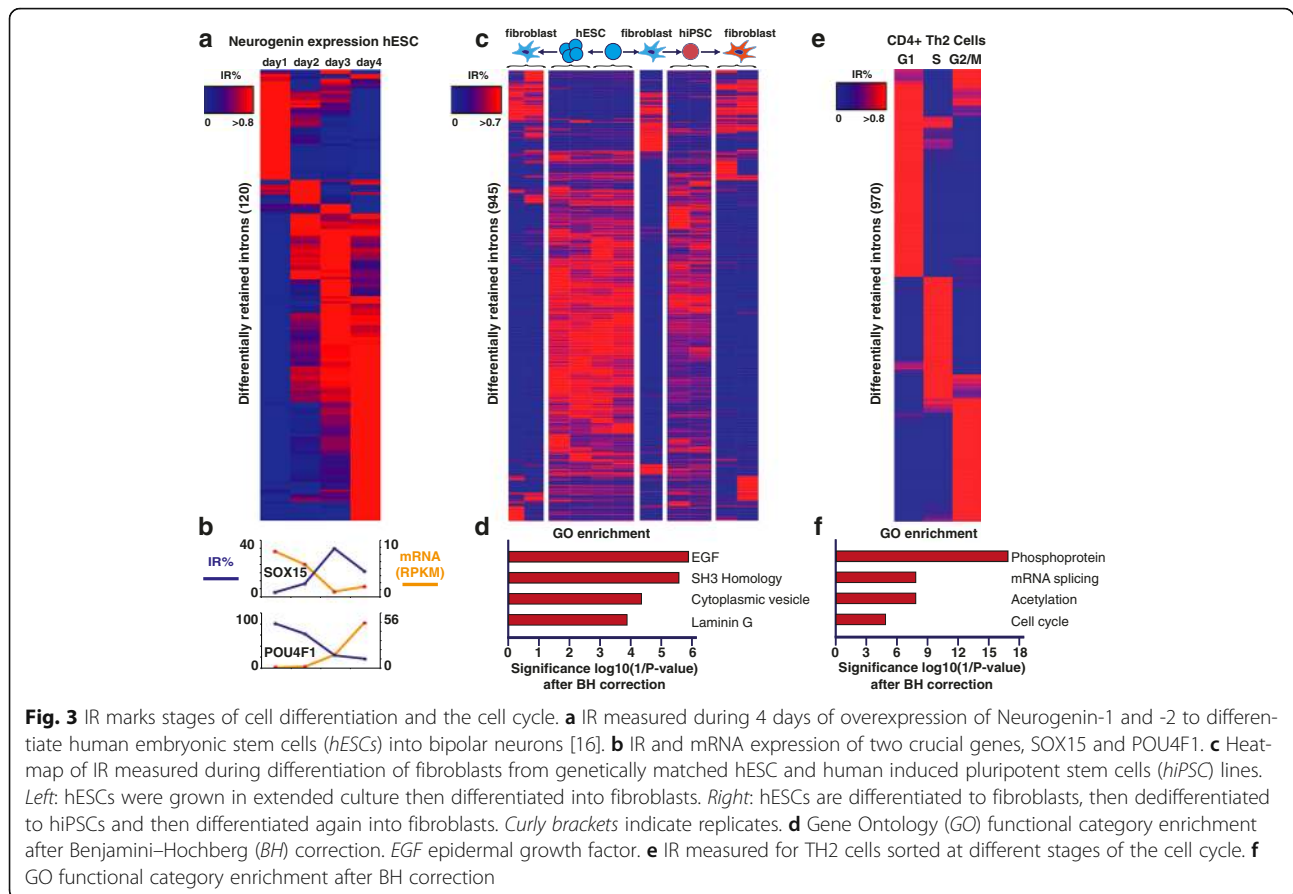 a
Neurogenin expression hESC
day1 day2 day3 day4
IR%
0 >0.8
Differentially retained introns (120)
b
IR%
40
0
SOX15
10
0
mRNA
(RPKM)
100
0
POU4F1
56
0
c
fibroblast hESC fibroblast hiPSC fibroblast
IR%
0 >0.7
Differentially retained introns (945)
d
GO enrichment
EGF
SH3 Homology
Cytoplasmic vesicle
Laminin G
0 1 2 3 4 5 6
Significance log10(1/P-value)
after BH correction
e
CD4+ Th2 Cells
G1 S G2/M
IR%
0 >0.8
Differentially retained introns (970)
f
GO enrichment
Phosphoprotein
mRNA splicing
Acetylation
Cell cycle
0 3 6 9 12 15 18
Significance log10(1/P-value)
after BH correction
Fig. 3 IR marks stages of cell differentiation and the cell cycle. a IR measured during 4 days of overexpression of Neurogenin-1 and -2 to differen-
tiate human embryonic stem cells (hESCs) into bipolar neurons [16]. b IR and mRNA expression of two crucial genes, SOX15 and POU4F1. c Heat-
map of IR measured during differentiation of fibroblasts from genetically matched hESC and human induced pluripotent stem cells (hiPSC) lines.
Left: hESCs were grown in extended culture then differentiated into fibroblasts. Right: hESCs are differentiated to fibroblasts, then dedifferentiated
to hiPSCs and then differentiated again into fibroblasts. Curly brackets indicate replicates. d Gene Ontology (GO) functional category enrichment
after Benjamini–Hochberg (BH) correction. EGF epidermal growth factor. e IR measured for TH2 cells sorted at different stages of the cell cycle. f
GO functional category enrichment after BH correction